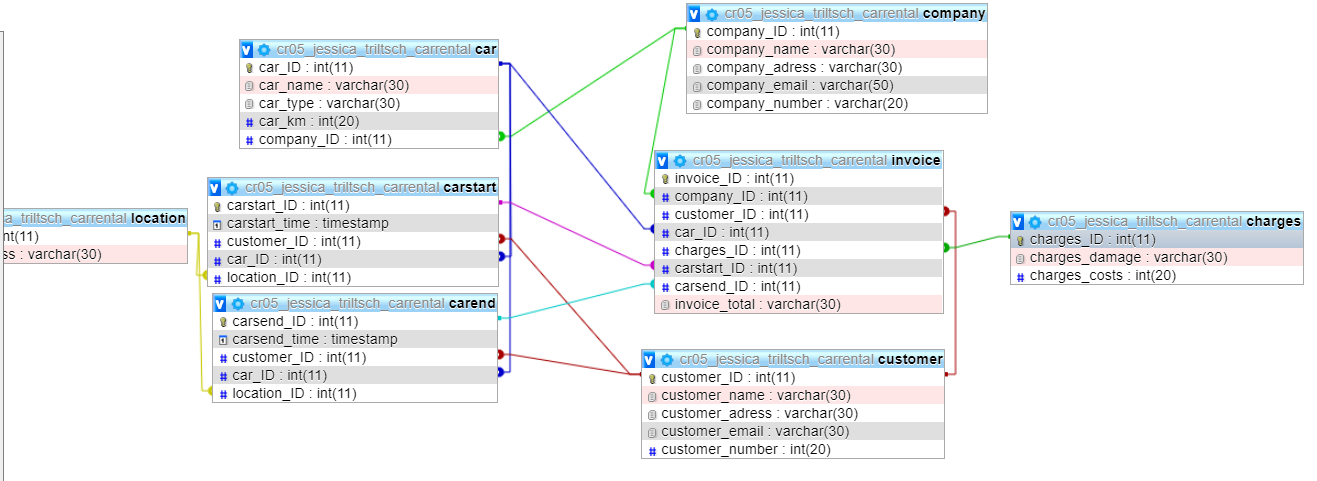 cr05_jessica_triltsch_carrental car
car_ID : int(11)
car_name : varchar(30)
car_type : varchar(30)
car_km : int(20)
company_ID : int(11)
cr05_jessica_triltsch_carrental company
company_ID : int(11)
company_name : varchar(30)
company_adress : varchar(30)
company_email : varchar(50)
company_number : varchar(20)
cr05_jessica_triltsch_carrental carstart
carstart_ID : int(11)
carstart_time : timestamp
customer_ID : int(11)
car_ID : int(11)
location_ID : int(11)
cr05_jessica_triltsch_carrental invoice
invoice_ID : int(11)
company_ID : int(11)
customer_ID : int(11)
car_ID : int(11)
charges_ID : int(11)
carstart_ID : int(11)
carsend_ID : int(11)
invoice_total : varchar(30)
a_triltsch_carrental location
nt(11)
ss : varchar(30)
cr05_jessica_triltsch_carrental charges
charges_ID : int(11)
charges_damage : varchar(30)
charges_costs : int(20)
cr05_jessica_triltsch_carrental carend
carsend_ID : int(11)
carsend_time : timestamp
customer_ID : int(11)
car_ID : int(11)
location_ID : int(11)
cr05_jessica_triltsch_carrental customer
customer_ID : int(11)
customer_name : varchar(30)
customer_adress : varchar(30)
customer_email : varchar(30)
customer_number : int(20)